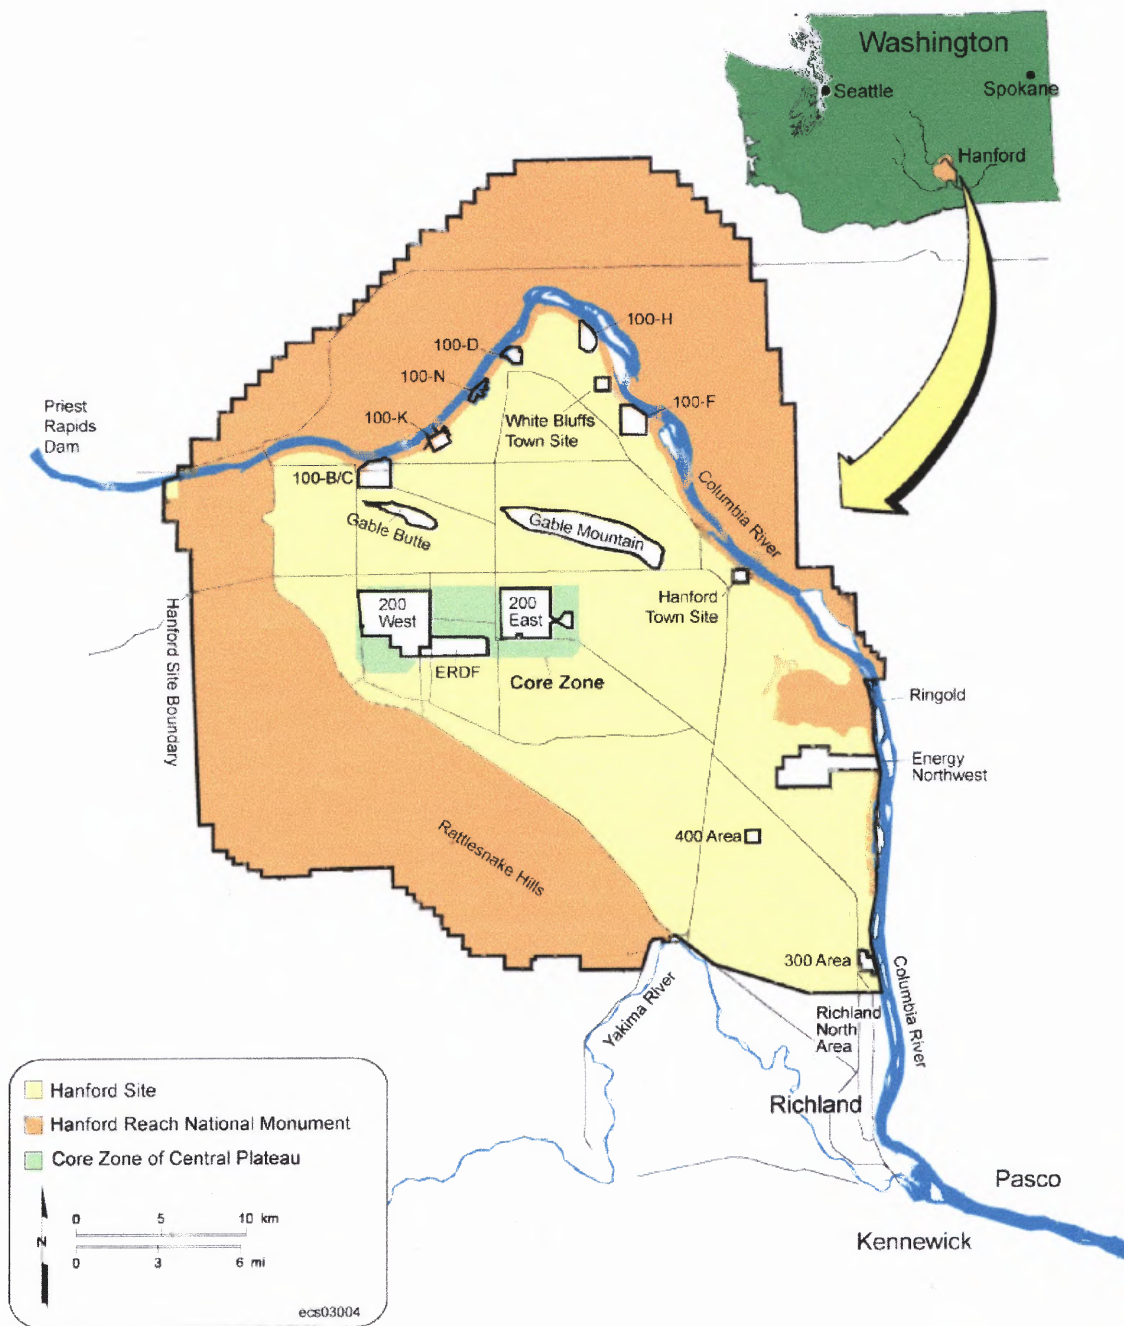 Washington
Seattle
Spokane
Hanford
100-H
100-D
100-N
100-K
100-F
White Bluffs
Town Site
Priest
Rapids
Dam
100-B/C
Columbia River
Gable Butte
Gable Mountain
Hanford
Town Site
200
West
200
East
ERDF
Core Zone
Hanford Site Boundary
Ringold
Energy
Northwest
400 Area
Rattlesnake Hills
300 Area
Columbia River
Yakima River
Richland
North
Area
Richland
Pasco
Kennewick
Hanford Site
Hanford Reach National Monument
Core Zone of Central Plateau
N
0 5 10 km
0 3 6 mi
ecs03004